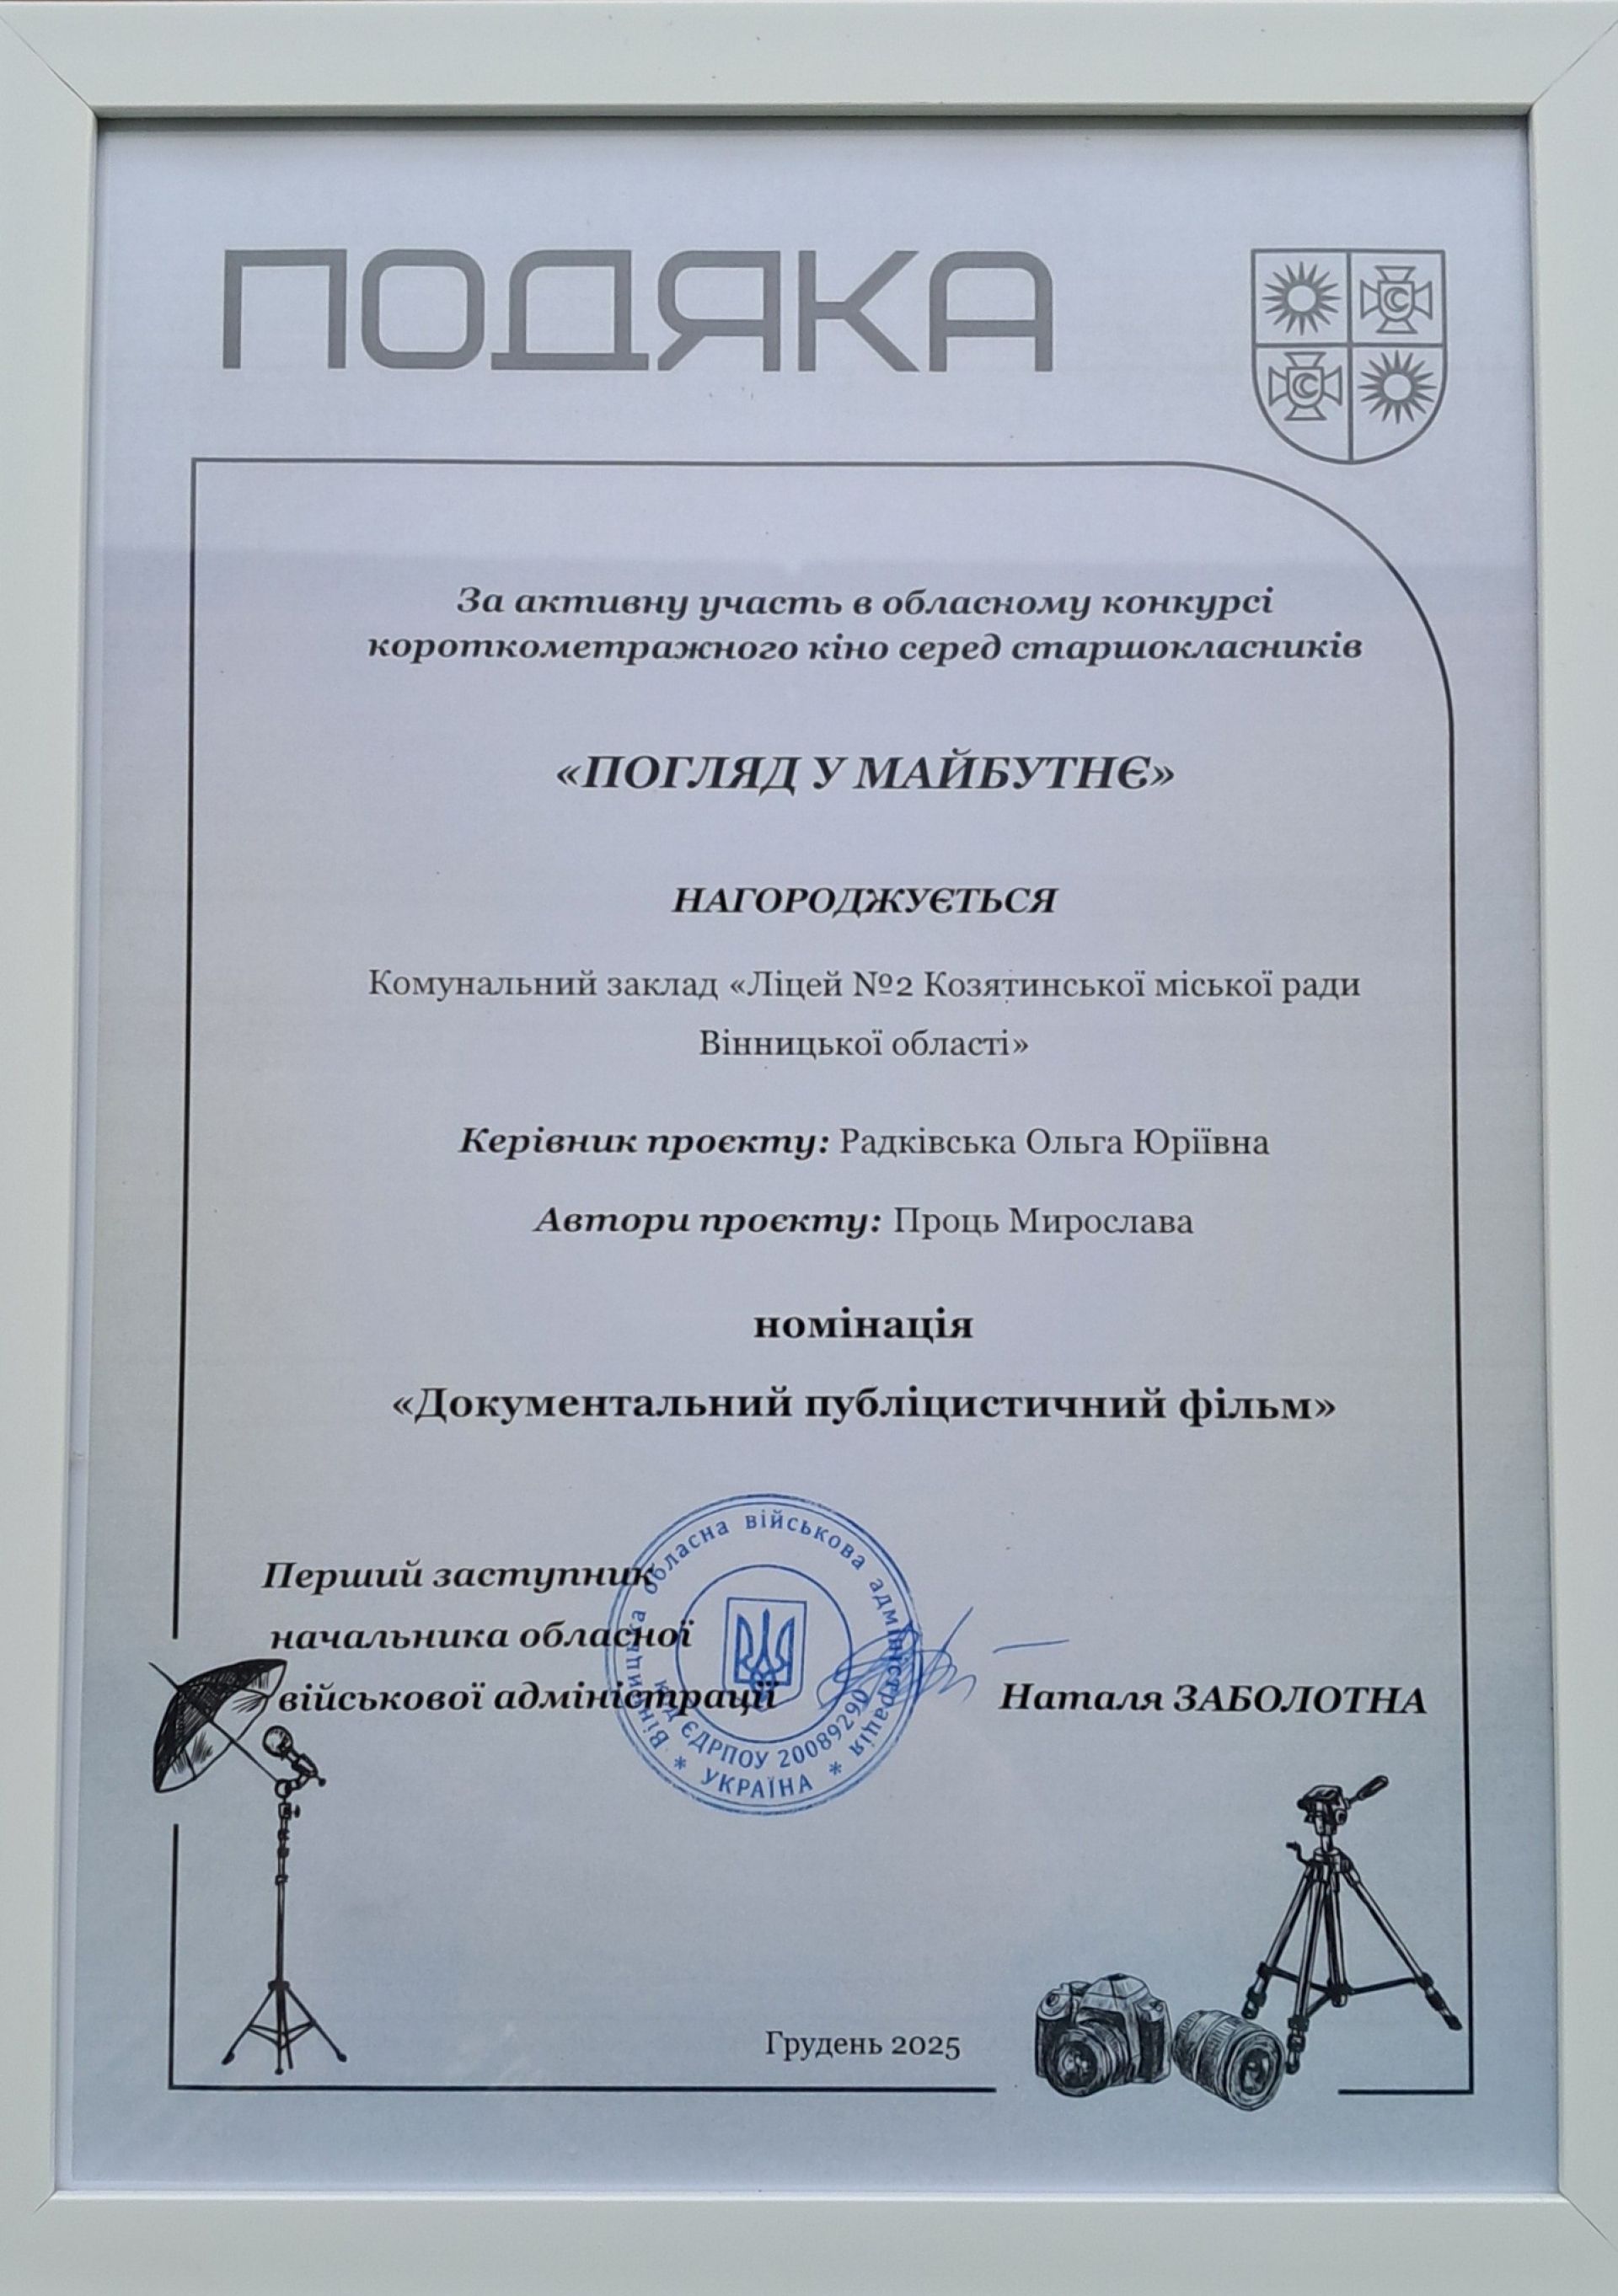 ПОДЯКА
За активну участь в обласному конкурсі
короткометражного кіно серед старшокласників
«ПОГЛЯД У МАЙБУТНЄ»
НАГОРОДЖУЄТЬСЯ
Комунальний заклад «Ліцей №2 Козятинської міської ради
Вінницької області»
Керівник проєкту: Радківська Ольга Юріївна
Автори проєкту: Проць Мирослава
номінація
«Документальний публіцистичний фільм»
Перший заступник
начальника обласної
військової адміністрації
Наталя ЗАБОЛОТНА
Вінницька обласна військова адміністрація
код ЄДРПОУ 20089290
* УКРАЇНА *
Грудень 2025